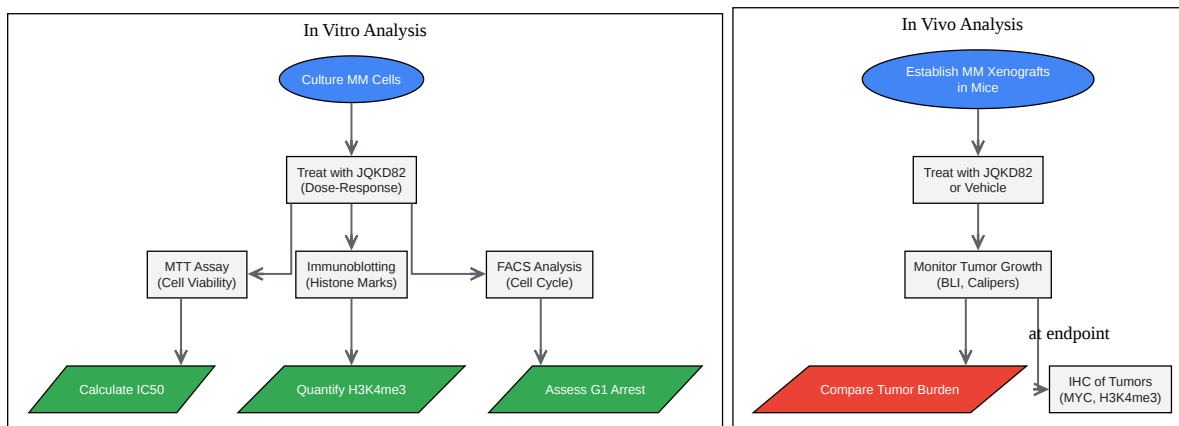 In Vitro Analysis
Culture MM Cells
Treat with JQKD82
(Dose-Response)
MTT Assay
(Cell Viability)
Immunoblotting
(Histone Marks)
FACS Analysis
(Cell Cycle)
Calculate IC50
Quantify H3K4me3
Assess G1 Arrest
In Vivo Analysis
Establish MM Xenografts
in Mice
Treat with JQKD82
or Vehicle
Monitor Tumor Growth
(BLI, Calipers)
at endpoint
Compare Tumor Burden
IHC of Tumors
(MYC, H3K4me3)